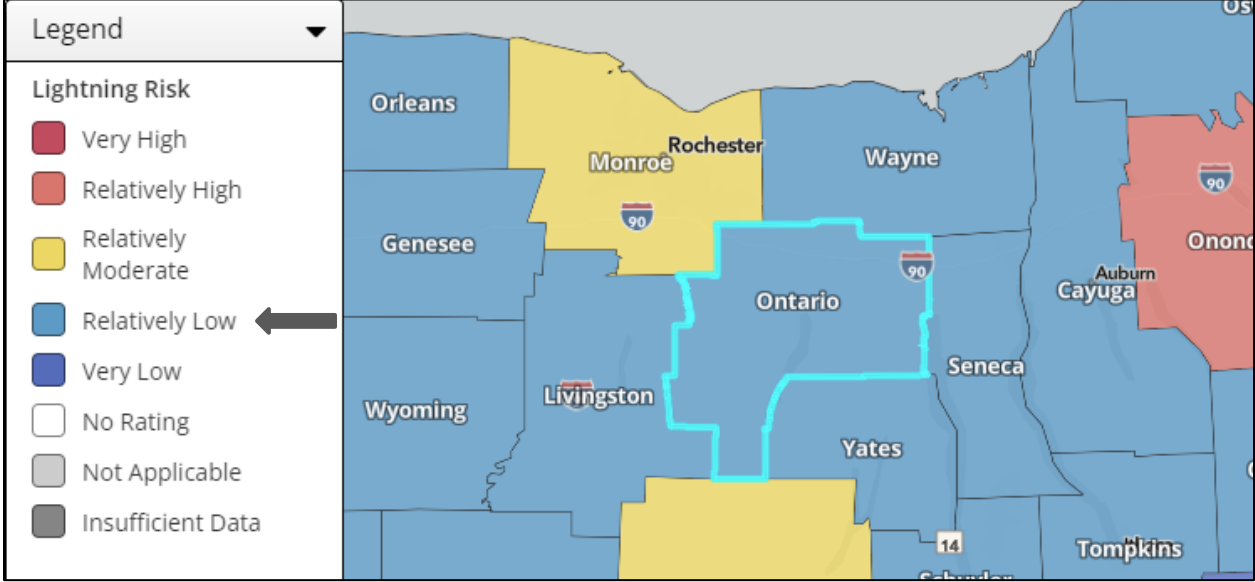 Legend
Lightning Risk
Very High
Relatively High
Relatively
Moderate
Relatively Low
Very Low
No Rating
Not Applicable
Insufficient Data
Orleans
Rochester
Monroe
Wayne
90
90
Genesee
Auburn
Cayuga
90
Ontario
Seneca
Livingston
Wyoming
Yates
14
Tompkins